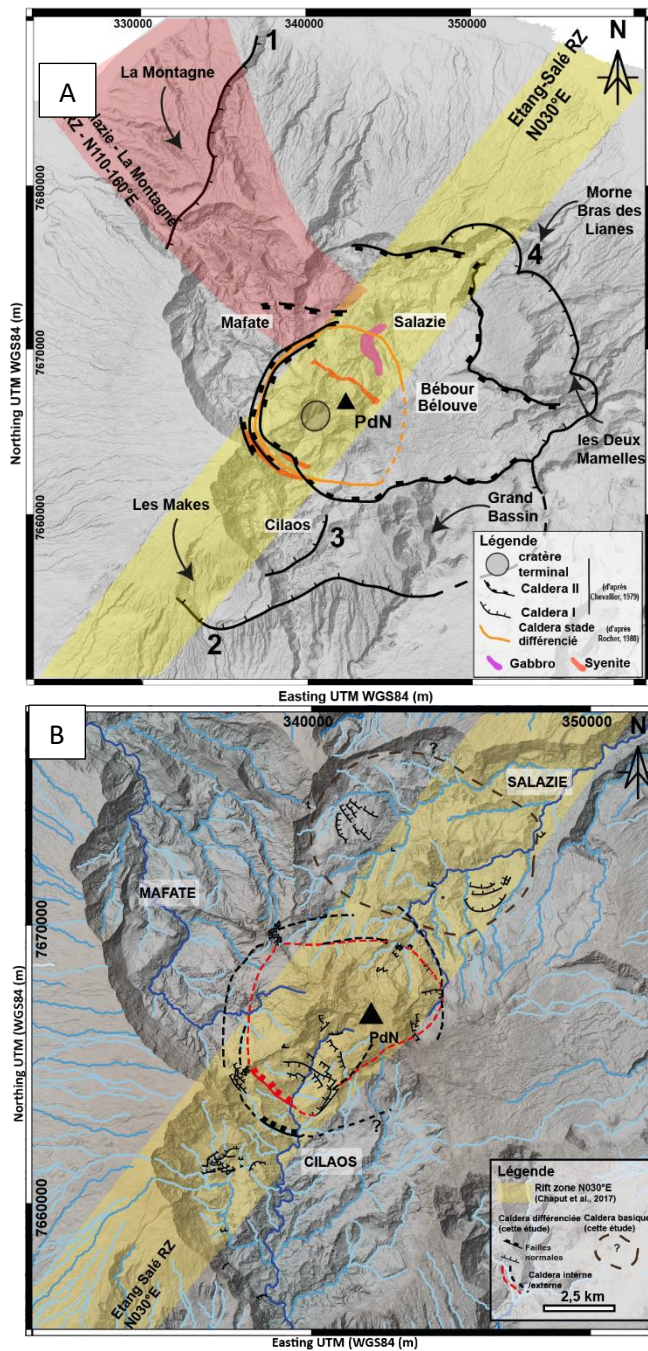 330000 340000 350000
A
1
N
La Montagne
Etang-Salé RZ
N030°E
lazie - La Montagne
RZ - N110-160°E
7680000
Morne
Bras des
Lianes
4
Mafate
Salazie
7670000
Bébour
Bélouve
PdN
les Deux
Mamelles
Northing UTM WGS84 (m)
Les Makes
Grand
Bassin
7660000
Cilaos
3
2
Légende
cratère
terminal
Caldera II
Caldera I
(d'après
Chevallier, 1979)
Caldera stade
différencié
(d'après
Rocher, 1988)
Gabbro
Syenite
Easting UTM WGS84 (m)
340000 350000
B
N
?
SALAZIE
MAFATE
7670000
PdN
Northing UTM (WGS84 (m)
?
CILAOS
7660000
Etang Salé RZ
N030°E
Légende
Rift zone N030°E
(Chaput et al., 2017)
Caldera différenciée
(cette étude)
Caldera basique
(cette étude)
Failles
normales
?
Caldera interne
/externe
2,5 km
Easting UTM (WGS84 (m)